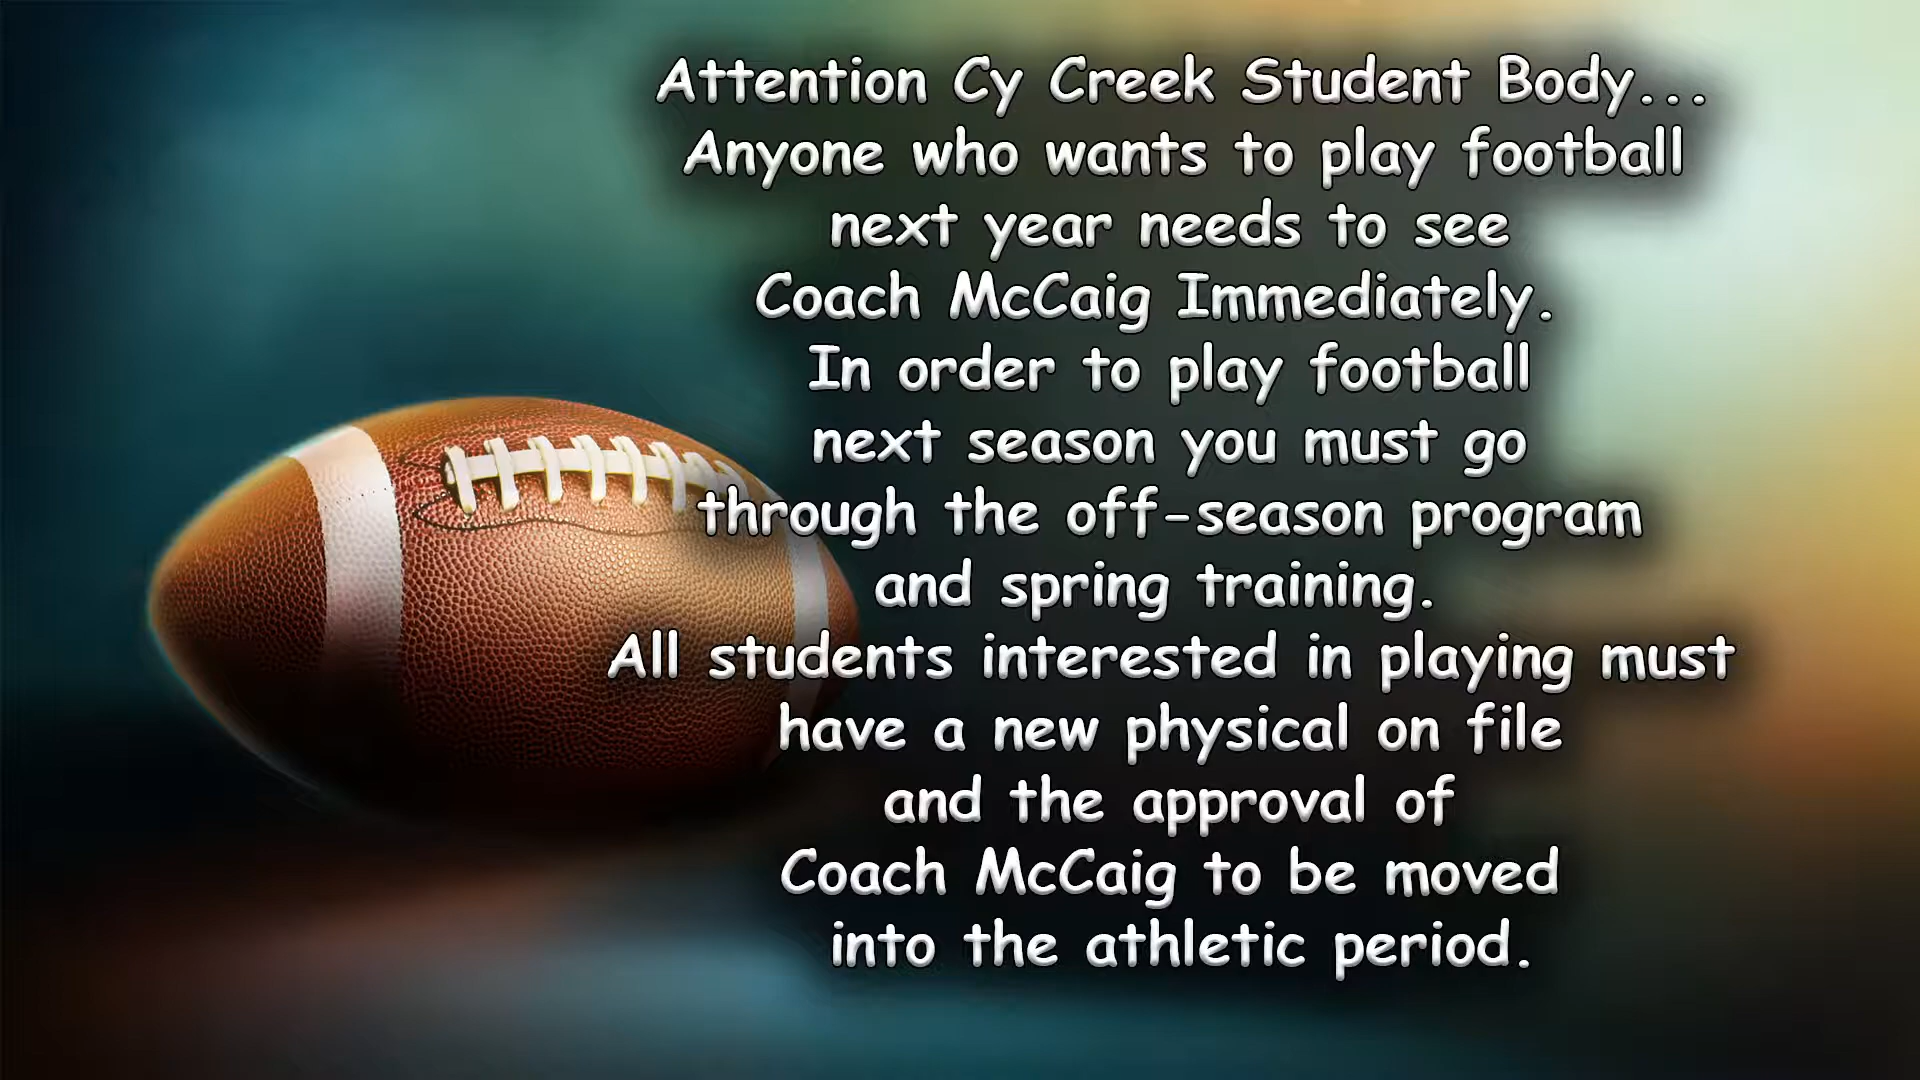 Attention Cy Creek Student Body...
Anyone who wants to play football
next year needs to see
Coach McCaig Immediately.
In order to play football
next season you must go
through the off-season program
and spring training.
All students interested in playing must
have a new physical on file
and the approval of
Coach McCaig to be moved
into the athletic period.